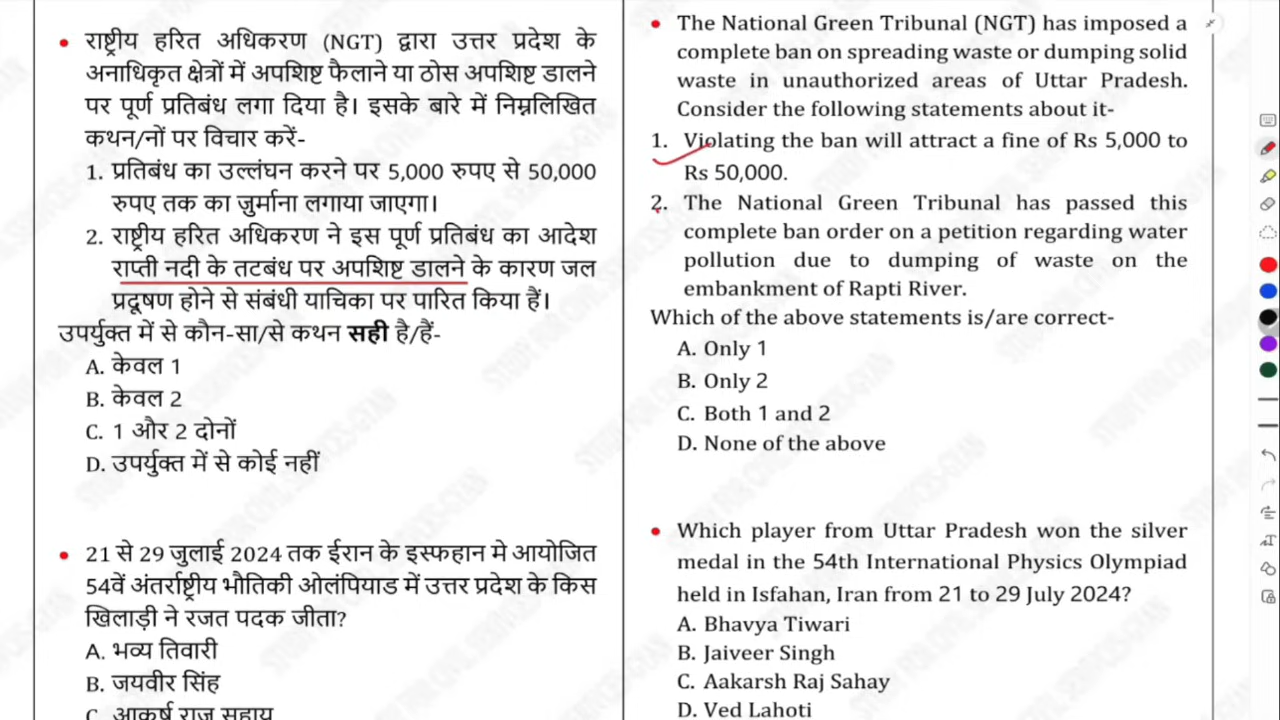 • राष्ट्रीय हरित अधिकरण (NGT) द्वारा उत्तर प्रदेश के
अनाधिकृत क्षेत्रों में अपशिष्ट फैलाने या ठोस अपशिष्ट डालने
पर पूर्ण प्रतिबंध लगा दिया है। इसके बारे में निम्नलिखित
कथन/नों पर विचार करें-
1. प्रतिबंध का उल्लंघन करने पर 5,000 रुपए से 50,000
रुपए तक का जुर्माना लगाया जाएगा।
2. राष्ट्रीय हरित अधिकरण ने इस पूर्ण प्रतिबंध का आदेश
राप्ती नदी के तटबंध पर अपशिष्ट डालने के कारण जल
प्रदूषण होने से संबंधी याचिका पर पारित किया हैं।
उपर्युक्त में से कौन-सा/से कथन सही है/हैं-
A. केवल 1
B. केवल 2
C. 1 और 2 दोनों
D. उपर्युक्त में से कोई नहीं
• 21 से 29 जुलाई 2024 तक ईरान के इस्फहान मे आयोजित
54वें अंतर्राष्ट्रीय भौतिकी ओलंपियाड में उत्तर प्रदेश के किस
खिलाड़ी ने रजत पदक जीता?
A. भव्य तिवारी
B. जयवीर सिंह
C. आकर्ष राज सहाय
• The National Green Tribunal (NGT) has imposed a
complete ban on spreading waste or dumping solid
waste in unauthorized areas of Uttar Pradesh.
Consider the following statements about it-
1. Violating the ban will attract a fine of Rs 5,000 to
Rs 50,000.
2. The National Green Tribunal has passed this
complete ban order on a petition regarding water
pollution due to dumping of waste on the
embankment of Rapti River.
Which of the above statements is/are correct-
A. Only 1
B. Only 2
C. Both 1 and 2
D. None of the above
• Which player from Uttar Pradesh won the silver
medal in the 54th International Physics Olympiad
held in Isfahan, Iran from 21 to 29 July 2024?
A. Bhavya Tiwari
B. Jaiveer Singh
C. Aakarsh Raj Sahay
D. Ved Lahoti